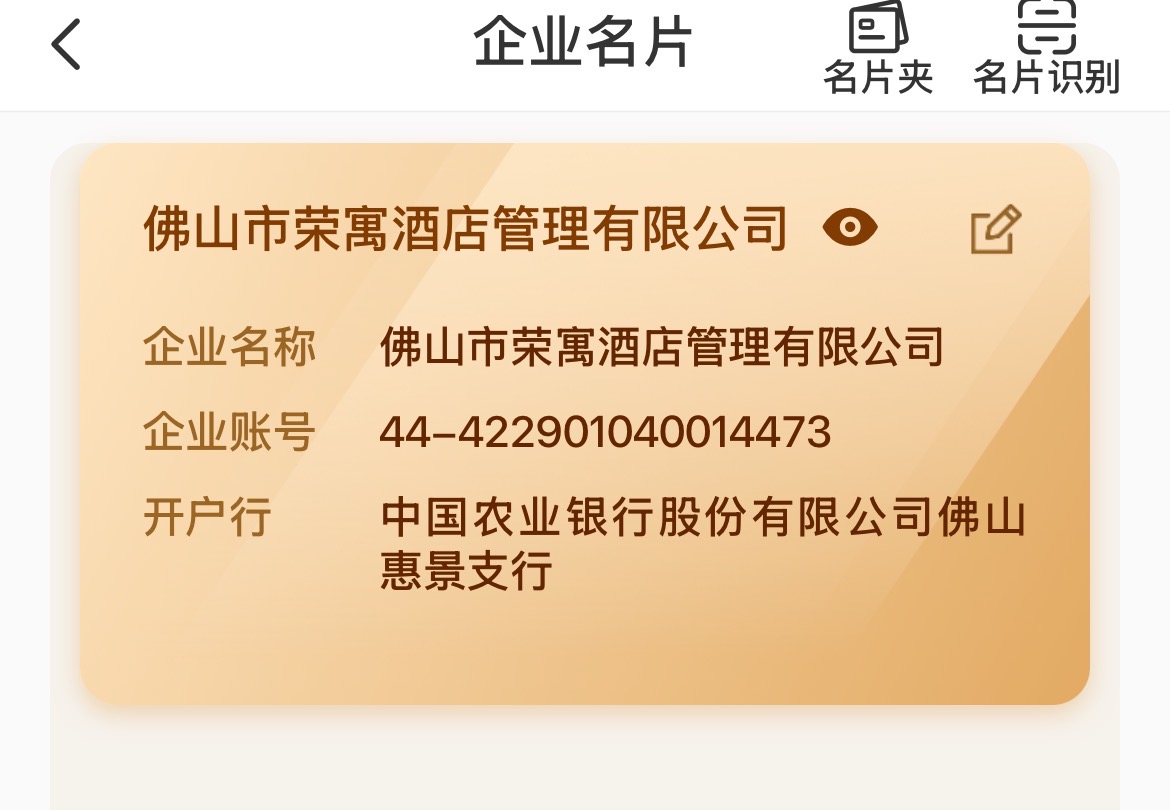 企业名片
名片夹
名片识别
佛山市荣寓酒店管理有限公司
企业名称 佛山市荣寓酒店管理有限公司
企业账号 44-422901040014473
开户行 中国农业银行股份有限公司佛山
惠景支行